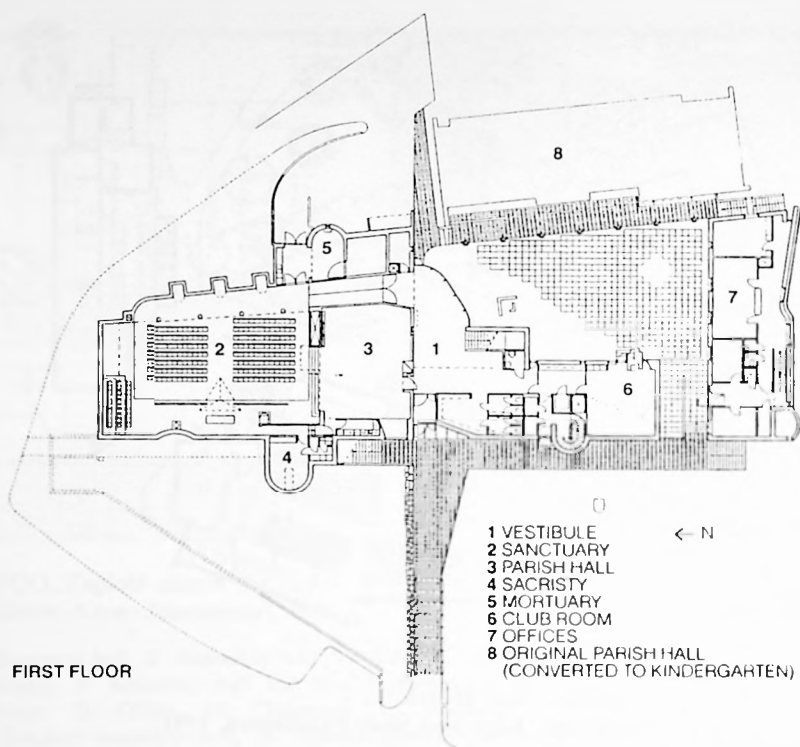 8
5
7
2
3
1
6
4
1 VESTIBULE
← N
2 SANCTUARY
3 PARISH HALL
4 SACRISTY
5 MORTUARY
6 CLUB ROOM
7 OFFICES
8 ORIGINAL PARISH HALL
(CONVERTED TO KINDERGARTEN)
FIRST FLOOR